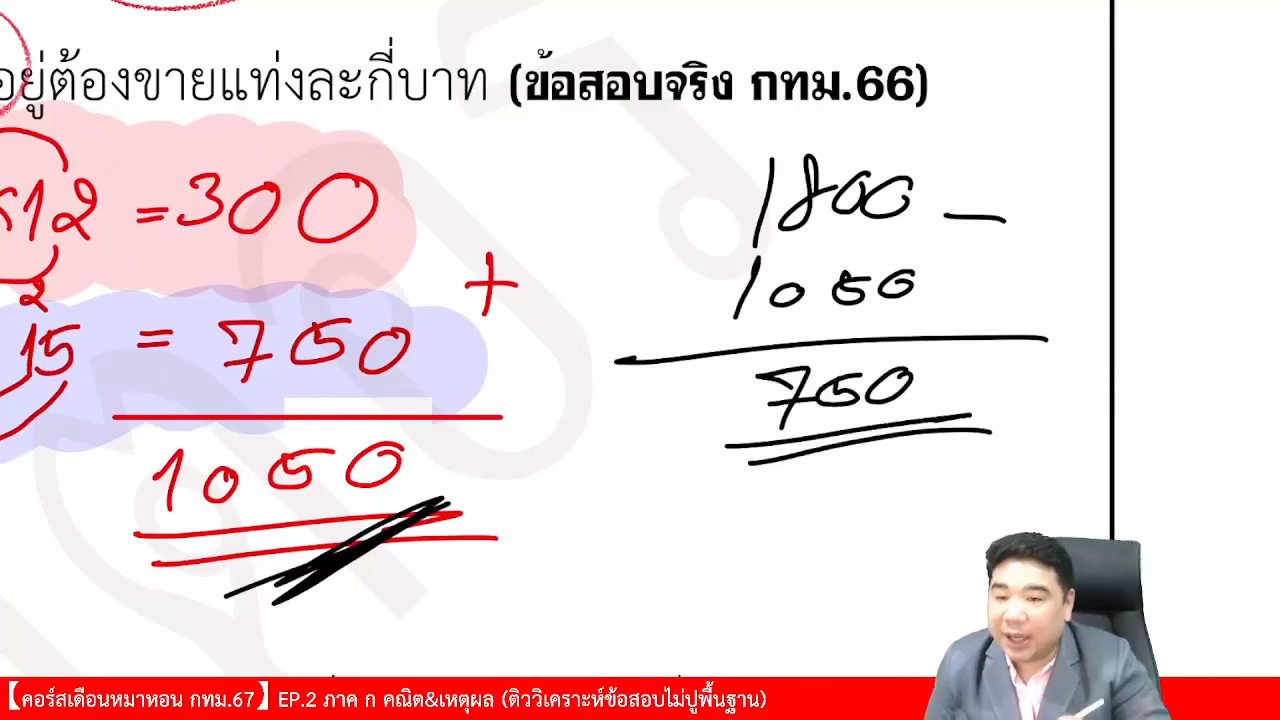 อยู่ต้องขายแท่งละกี่บาท (ข้อสอบจริง กทม.66)
×12 = 300
+
2
15 = 750
1050
1800 -
1050
750
【คอร์สเดือนหมาหอน กทม.67】 EP.2 ภาค ก คณิต&เหตุผล (ติววิเคราะห์ข้อสอบไม่ปูพื้นฐาน)